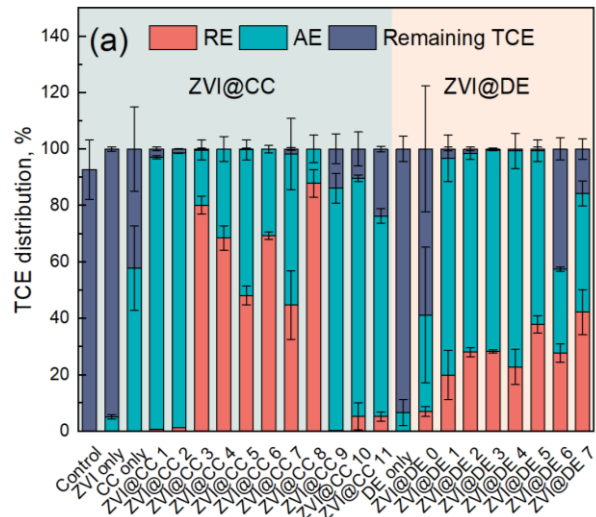 (a) RE AE Remaining TCE
ZVI@CC ZVI@DE
TCE distribution, %
140
120
100
80
60
40
20
0
Control
ZVI only
CC only
ZVI@CC 1
ZVI@CC 2
ZVI@CC 3
ZVI@CC 4
ZVI@CC 5
ZVI@CC 6
ZVI@CC 7
ZVI@CC 8
ZVI@CC 9
ZVI@CC 10
ZVI@CC 11
DE only
ZVI@DE 0
ZVI@DE 1
ZVI@DE 2
ZVI@DE 3
ZVI@DE 4
ZVI@DE 5
ZVI@DE 6
ZVI@DE 7